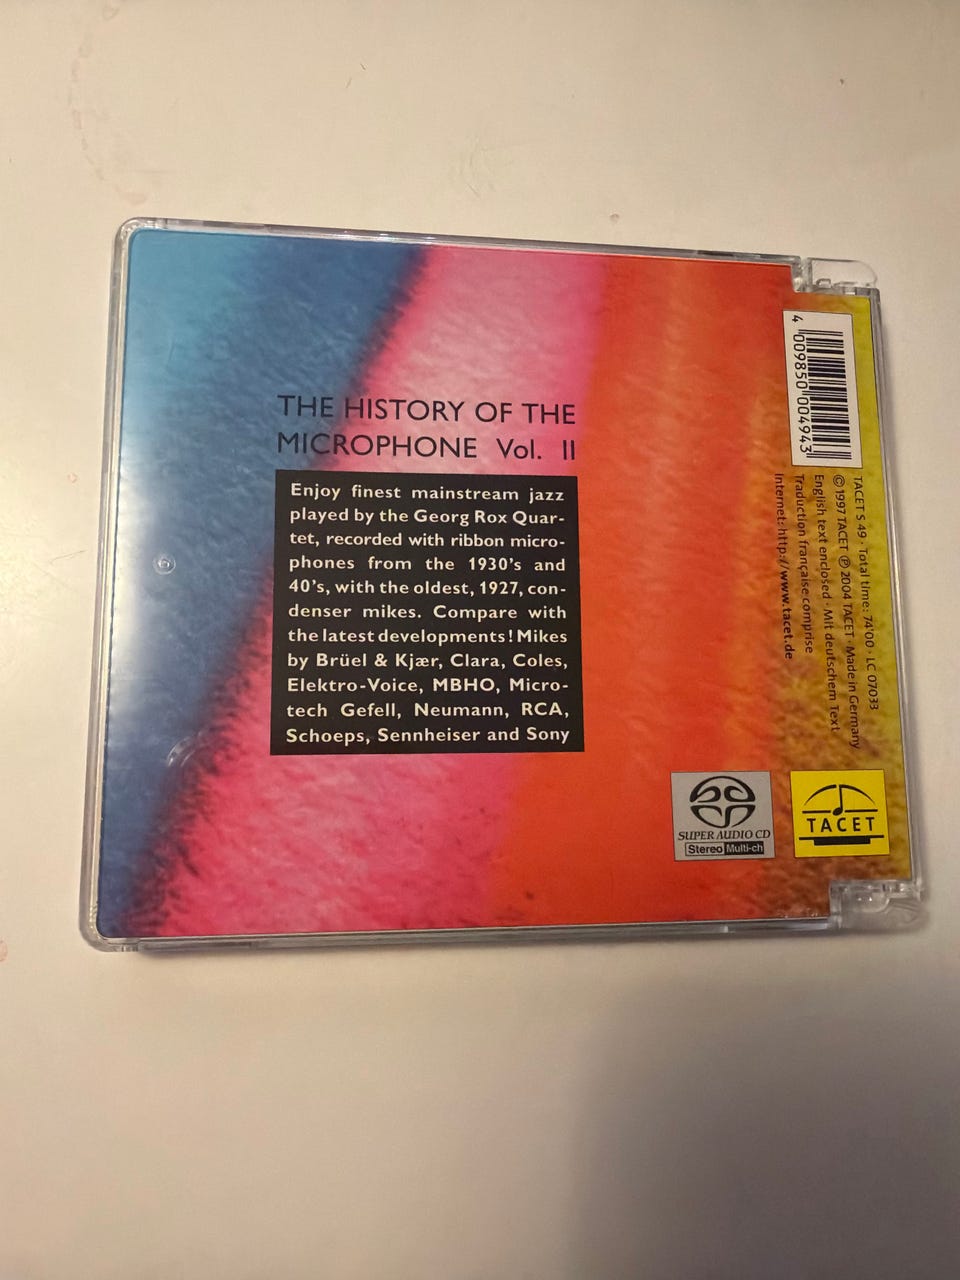 THE HISTORY OF THE
MICROPHONE Vol. II
Enjoy finest mainstream jazz
played by the Georg Rox Quar-
tet, recorded with ribbon micro-
phones from the 1930's and
40's, with the oldest, 1927, con-
denser mikes. Compare with
the latest developments! Mikes
by Brüel & Kjær, Clara, Coles,
Elektro-Voice, MBHO, Micro-
tech Gefell, Neumann, RCA,
Schoeps, Sennheiser and Sony
4 009850 004943
TACET S 49 · Total time: 74'00 · LC 07033
© 1997 TACET ℗ 2004 TACET · Made in Germany
English text enclosed · Mit deutschem Text
Traduction française comprise
Internet: http://www.tacet.de
SUPER AUDIO CD
Stereo Multi-ch
TACET